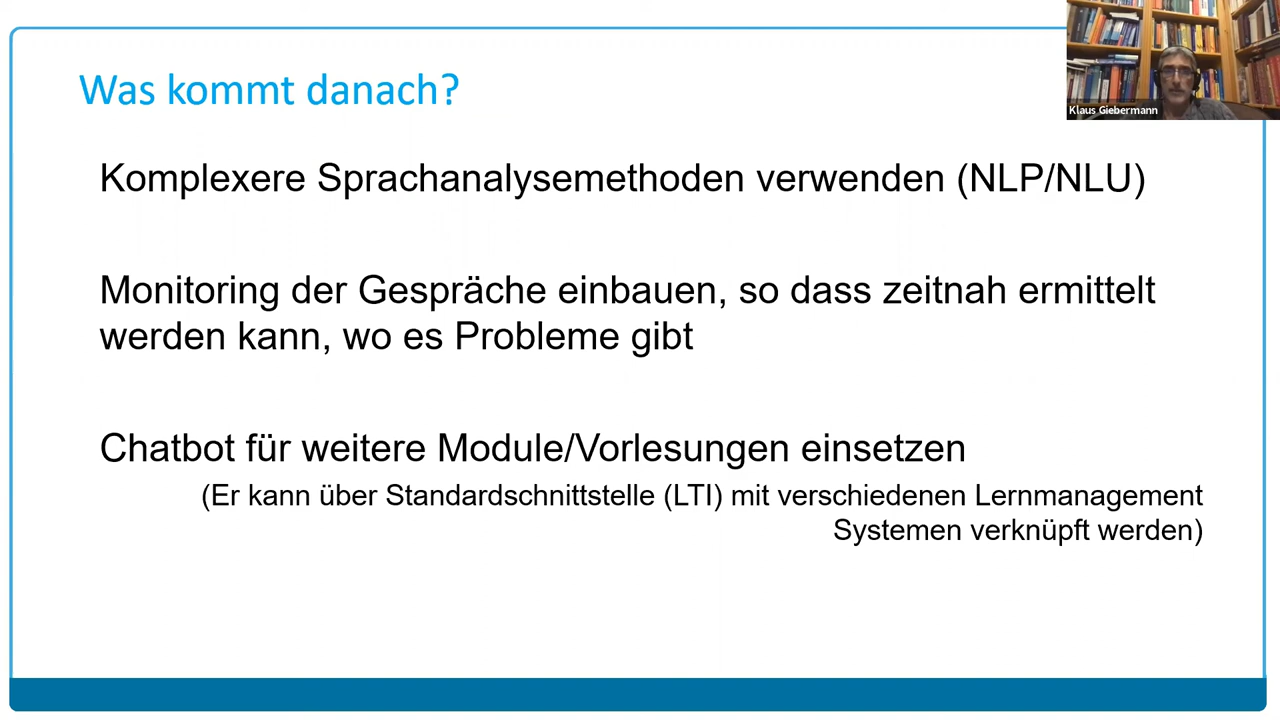 Was kommt danach?
Klaus Giebermann
Komplexere Sprachanalysemethoden verwenden (NLP/NLU)
Monitoring der Gespräche einbauen, so dass zeitnah ermittelt
werden kann, wo es Probleme gibt
Chatbot für weitere Module/Vorlesungen einsetzen
(Er kann über Standardschnittstelle (LTI) mit verschiedenen Lernmanagement
Systemen verknüpft werden)